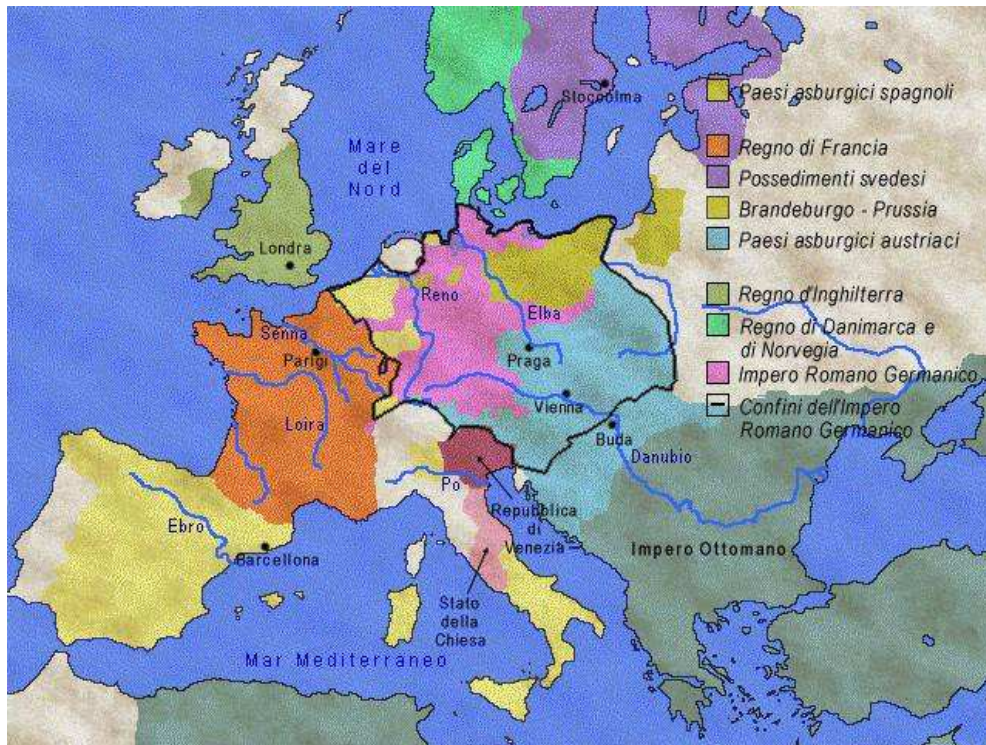 Stoccolma
Mare
del
Nord
Londra
Reno
Elba
Senna
Parigi
Praga
Vienna
Loira
Buda
Danubio
Po
Ebro
Barcellona
Repubblica
di
Venezia
Impero Ottomano
Stato
della
Chiesa
Mar Mediterraneo
Paesi asburgici spagnoli
Regno di Francia
Possedimenti svedesi
Brandeburgo - Prussia
Paesi asburgici austriaci
Regno d'Inghilterra
Regno di Danimarca e
di Norvegia
Impero Romano Germanico
Confini dell'Impero
Romano Germanico